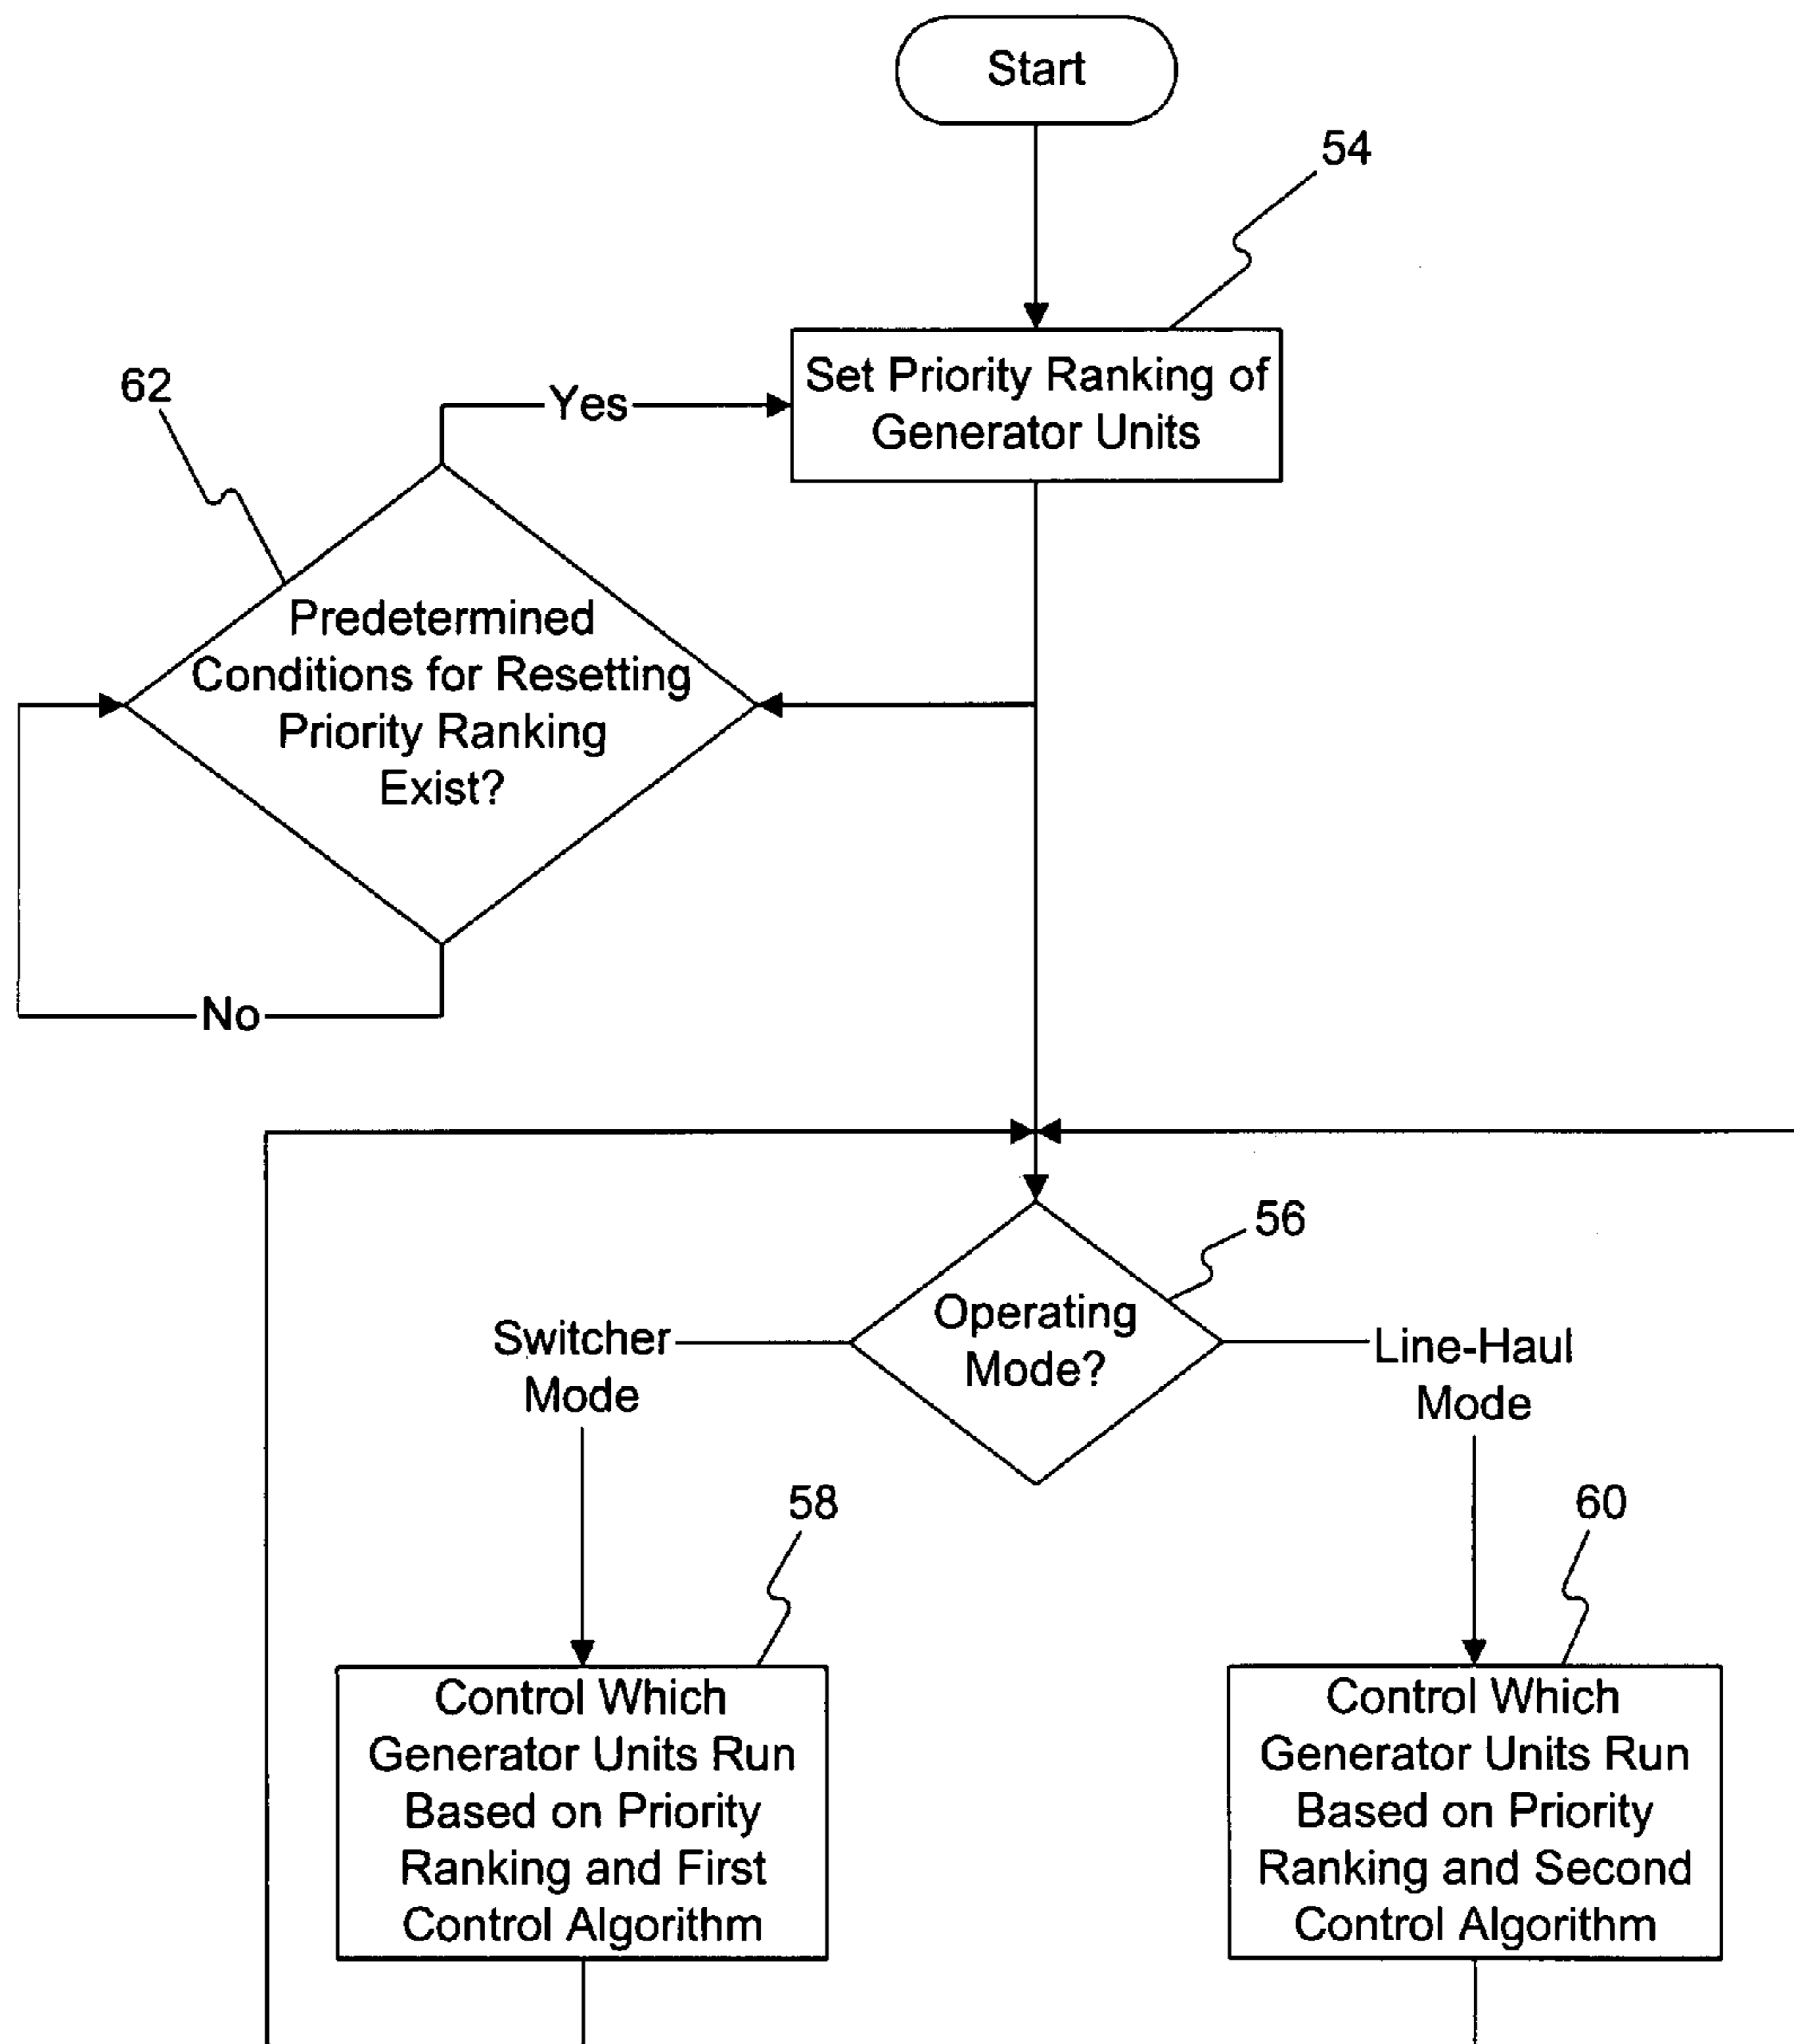 Start
54
Set Priority Ranking of
Generator Units
62
Yes
Predetermined
Conditions for Resetting
Priority Ranking
Exist?
No
56
Operating
Mode?
Switcher
Mode
Line-Haul
Mode
58
60
Control Which
Generator Units Run
Based on Priority
Ranking and First
Control Algorithm
Control Which
Generator Units Run
Based on Priority
Ranking and Second
Control Algorithm